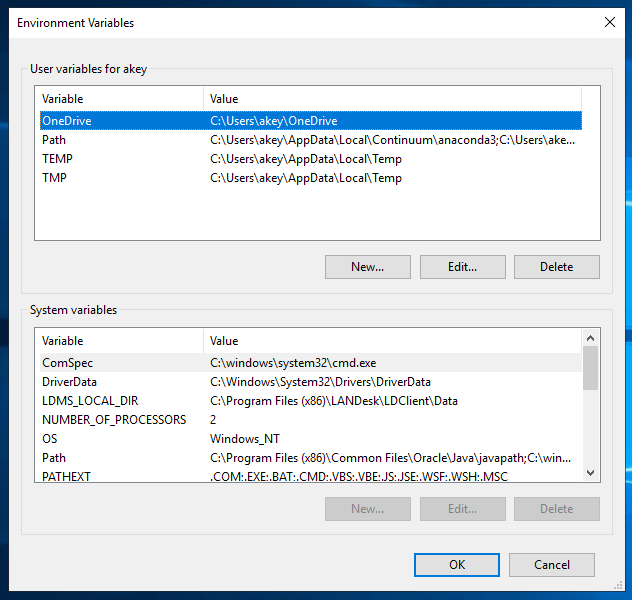 Environment Variables
User variables for akey
Variable Value
OneDrive C:\Users\akey\OneDrive
Path C:\Users\akey\AppData\Local\Continuum\anaconda3;C:\Users\ake...
TEMP C:\Users\akey\AppData\Local\Temp
TMP C:\Users\akey\AppData\Local\Temp
New... Edit... Delete
System variables
Variable Value
ComSpec C:\windows\system32\cmd.exe
DriverData C:\Windows\System32\Drivers\DriverData
LDMS_LOCAL_DIR C:\Program Files (x86)\LANDesk\LDClient\Data
NUMBER_OF_PROCESSORS 2
OS Windows_NT
Path C:\Program Files (x86)\Common Files\Oracle\Java\javapath;C:\win...
PATHEXT .COM;.EXE;.BAT;.CMD;.VBS;.VBE;.JS;.JSE;.WSF;.WSH;.MSC
New... Edit... Delete
OK Cancel